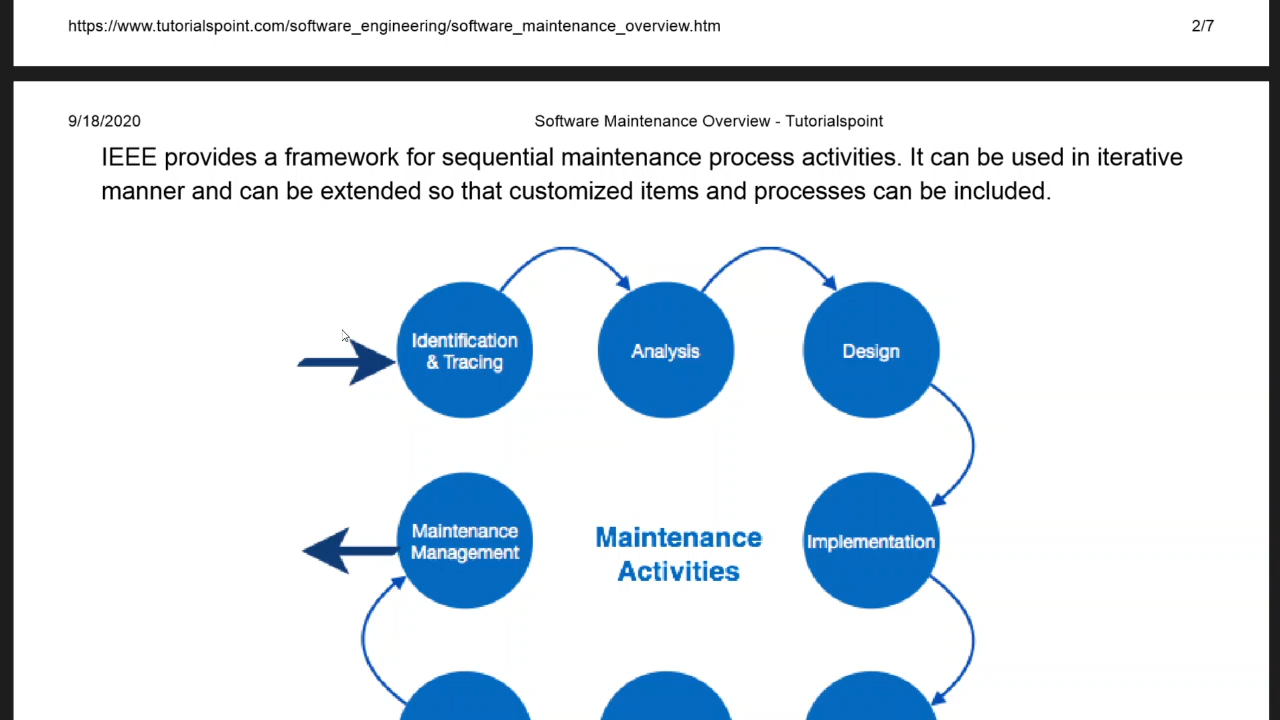 https://www.tutorialspoint.com/software_engineering/software_maintenance_overview.htm 2/7
9/18/2020 Software Maintenance Overview - Tutorialspoint
IEEE provides a framework for sequential maintenance process activities. It can be used in iterative
manner and can be extended so that customized items and processes can be included.
Identification
& Tracing
Analysis
Design
Maintenance
Management
Maintenance
Activities
Implementation